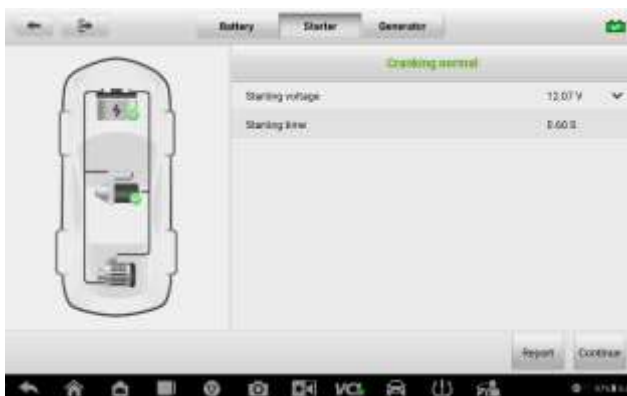 Battery Starter Generator
Cranking normal
Starting voltage 12.07 V
Starting time 0.60 S
Report Continue
VCI